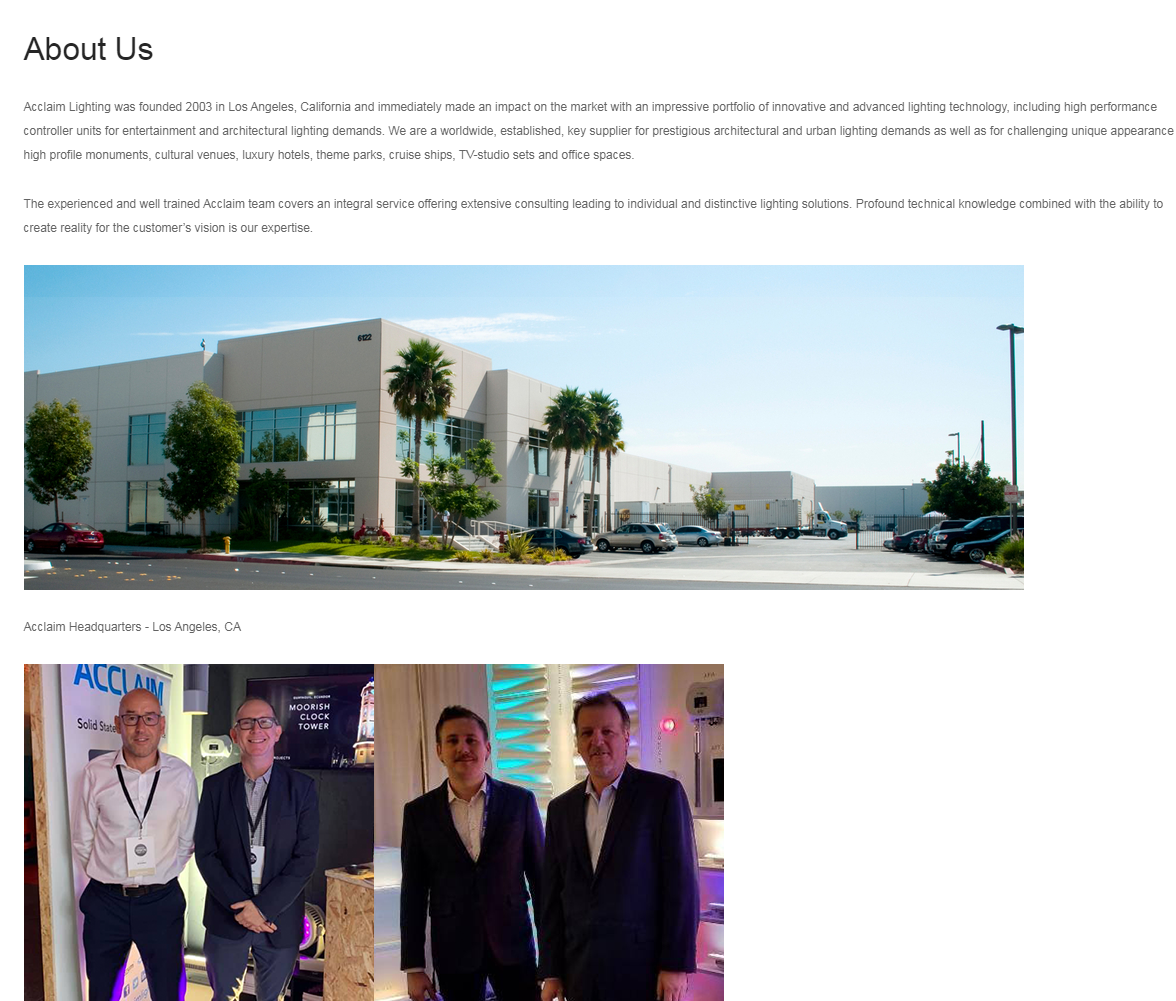 About Us
Acclaim Lighting was founded 2003 in Los Angeles, California and immediately made an impact on the market with an impressive portfolio of innovative and advanced lighting technology, including high performance
controller units for entertainment and architectural lighting demands. We are a worldwide, established, key supplier for prestigious architectural and urban lighting demands as well as for challenging unique appearance
high profile monuments, cultural venues, luxury hotels, theme parks, cruise ships, TV-studio sets and office spaces.
The experienced and well trained Acclaim team covers an integral service offering extensive consulting leading to individual and distinctive lighting solutions. Profound technical knowledge combined with the ability to
create reality for the customer’s vision is our expertise.
6122
Acclaim Headquarters - Los Angeles, CA
ACCLAIM
Solid State
MOORISH
CLOCK
TOWER